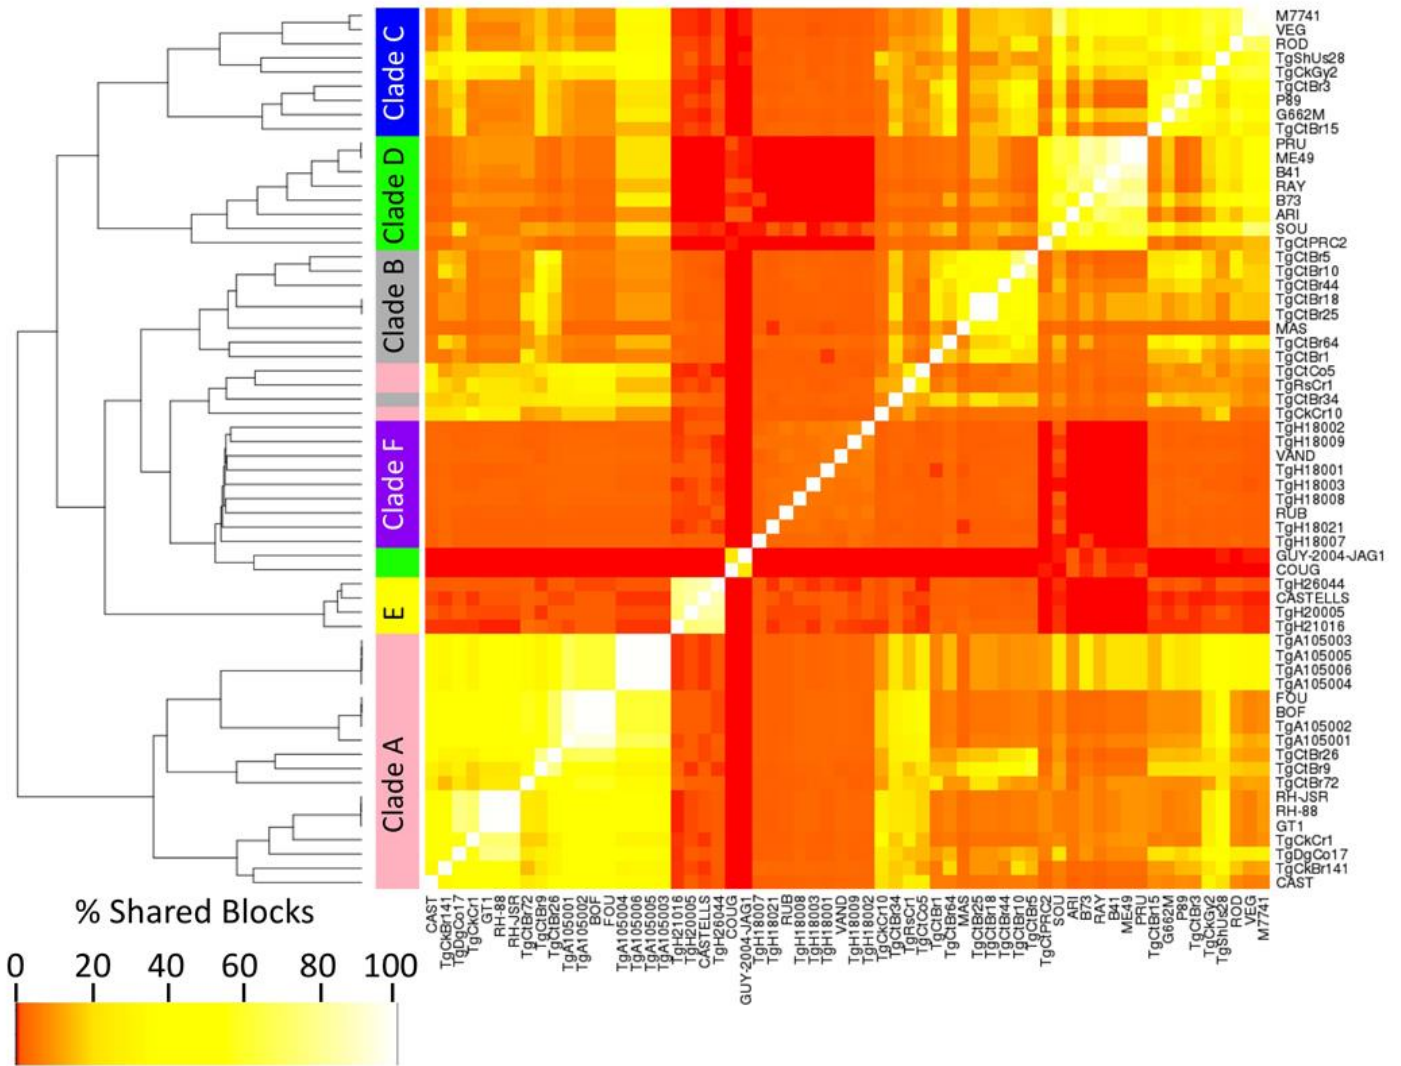 Clade C
Clade D
Clade B
Clade F
E
Clade A
M7741
VEG
ROD
TgShUs28
TgCkGy2
TgCtBr3
P89
G662M
TgCtBr15
PRU
ME49
B41
RAY
B73
ARI
SOU
TgCtPRC2
TgCtBr5
TgCtBr10
TgCtBr44
TgCtBr18
TgCtBr25
MAS
TgCtBr64
TgCtBr1
TgCtCo5
TgRsCr1
TgCtBr34
TgCkCr10
TgH18002
TgH18009
VAND
TgH18001
TgH18003
TgH18008
RUB
TgH18021
TgH18007
GUY-2004-JAG1
COUG
TgH26044
CASTELLS
TgH20005
TgH21016
TgA105003
TgA105005
TgA105006
TgA105004
FOU
BOF
TgA105002
TgA105001
TgCtBr26
TgCtBr9
TgCtBr72
RH-JSR
RH-88
GT1
TgCkCr1
TgDgCo17
TgCkBr141
CAST
CAST
TgCkBr141
TgDgCo17
TgCkCr1
GT1
RH-88
RH-JSR
TgCtBr72
TgCtBr9
TgCtBr26
TgA105001
TgA105002
BOF
FOU
TgA105004
TgA105006
TgA105005
TgA105003
TgH21016
TgH20005
CASTELLS
TgH26044
COUG
GUY-2004-JAG1
TgH18007
TgH18021
RUB
TgH18008
TgH18003
TgH18001
VAND
TgH18009
TgH18002
TgCkCr10
TgCtBr34
TgRsCr1
TgCtCo5
TgCtBr1
TgCtBr64
MAS
TgCtBr25
TgCtBr18
TgCtBr44
TgCtBr10
TgCtBr5
TgCtPRC2
SOU
ARI
B73
RAY
B41
ME49
PRU
TgCtBr15
G662M
P89
TgCtBr3
TgCkGy2
TgShUs28
ROD
VEG
M7741
% Shared Blocks
0 20 40 60 80 100